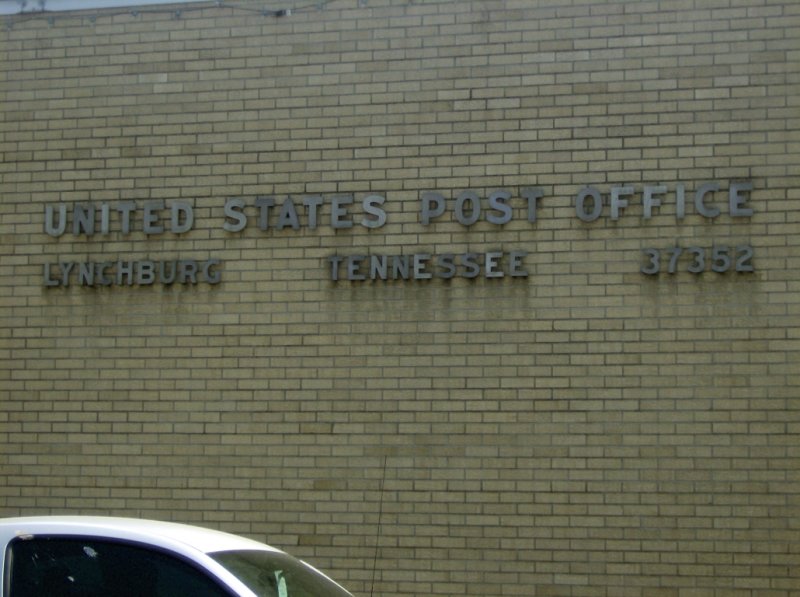 UNITED STATES POST OFFICE
LYNCHBURG TENNESSEE 37352